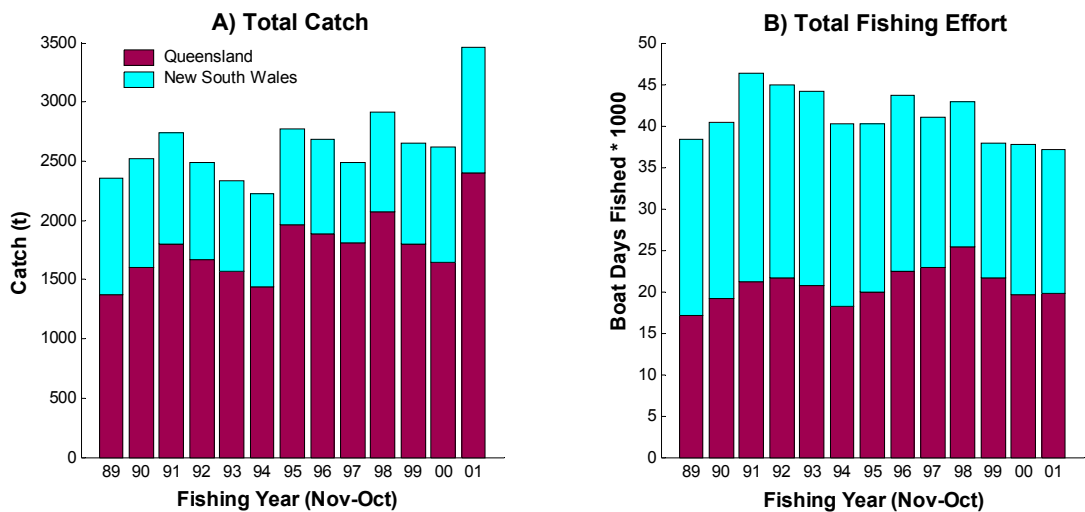 A) Total Catch
3500
3000
2500
2000
1500
1000
500
0
Catch (t)
Queensland
New South Wales
89 90 91 92 93 94 95 96 97 98 99 00 01
Fishing Year (Nov-Oct)
B) Total Fishing Effort
50
45
40
35
30
25
20
15
10
5
0
Boat Days Fished * 1000
89 90 91 92 93 94 95 96 97 98 99 00 01
Fishing Year (Nov-Oct)